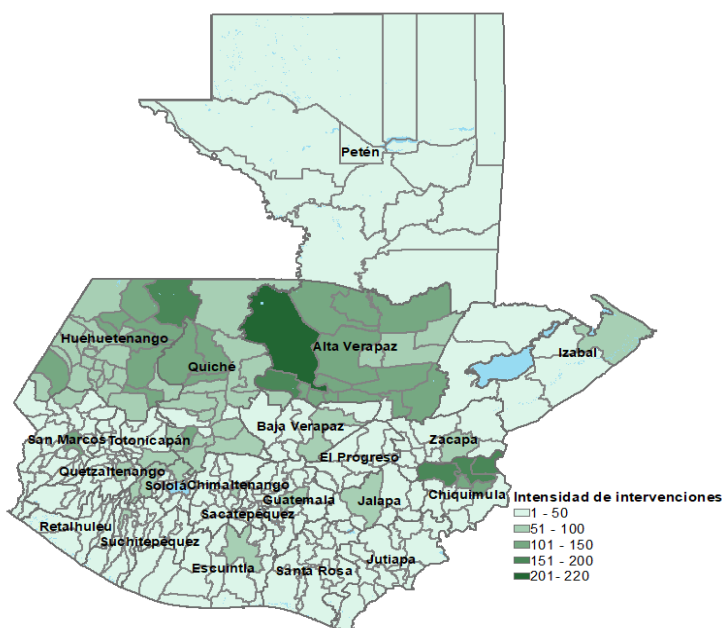 Petén
Huehuetenango
Quiché
Alta Verapaz
Izabal
Baja Verapaz
San Marcos
Totonicapán
El Progreso
Zacapa
Quetzaltenango
Sololá
Chimaltenango
Guatemala
Jalapa
Chiquimula
Retalhuleu
Sacatepéquez
Suchitepéquez
Escuintla
Santa Rosa
Jutiapa
Intensidad de intervenciones
1 - 50
51 - 100
101 - 150
151 - 200
201- 220